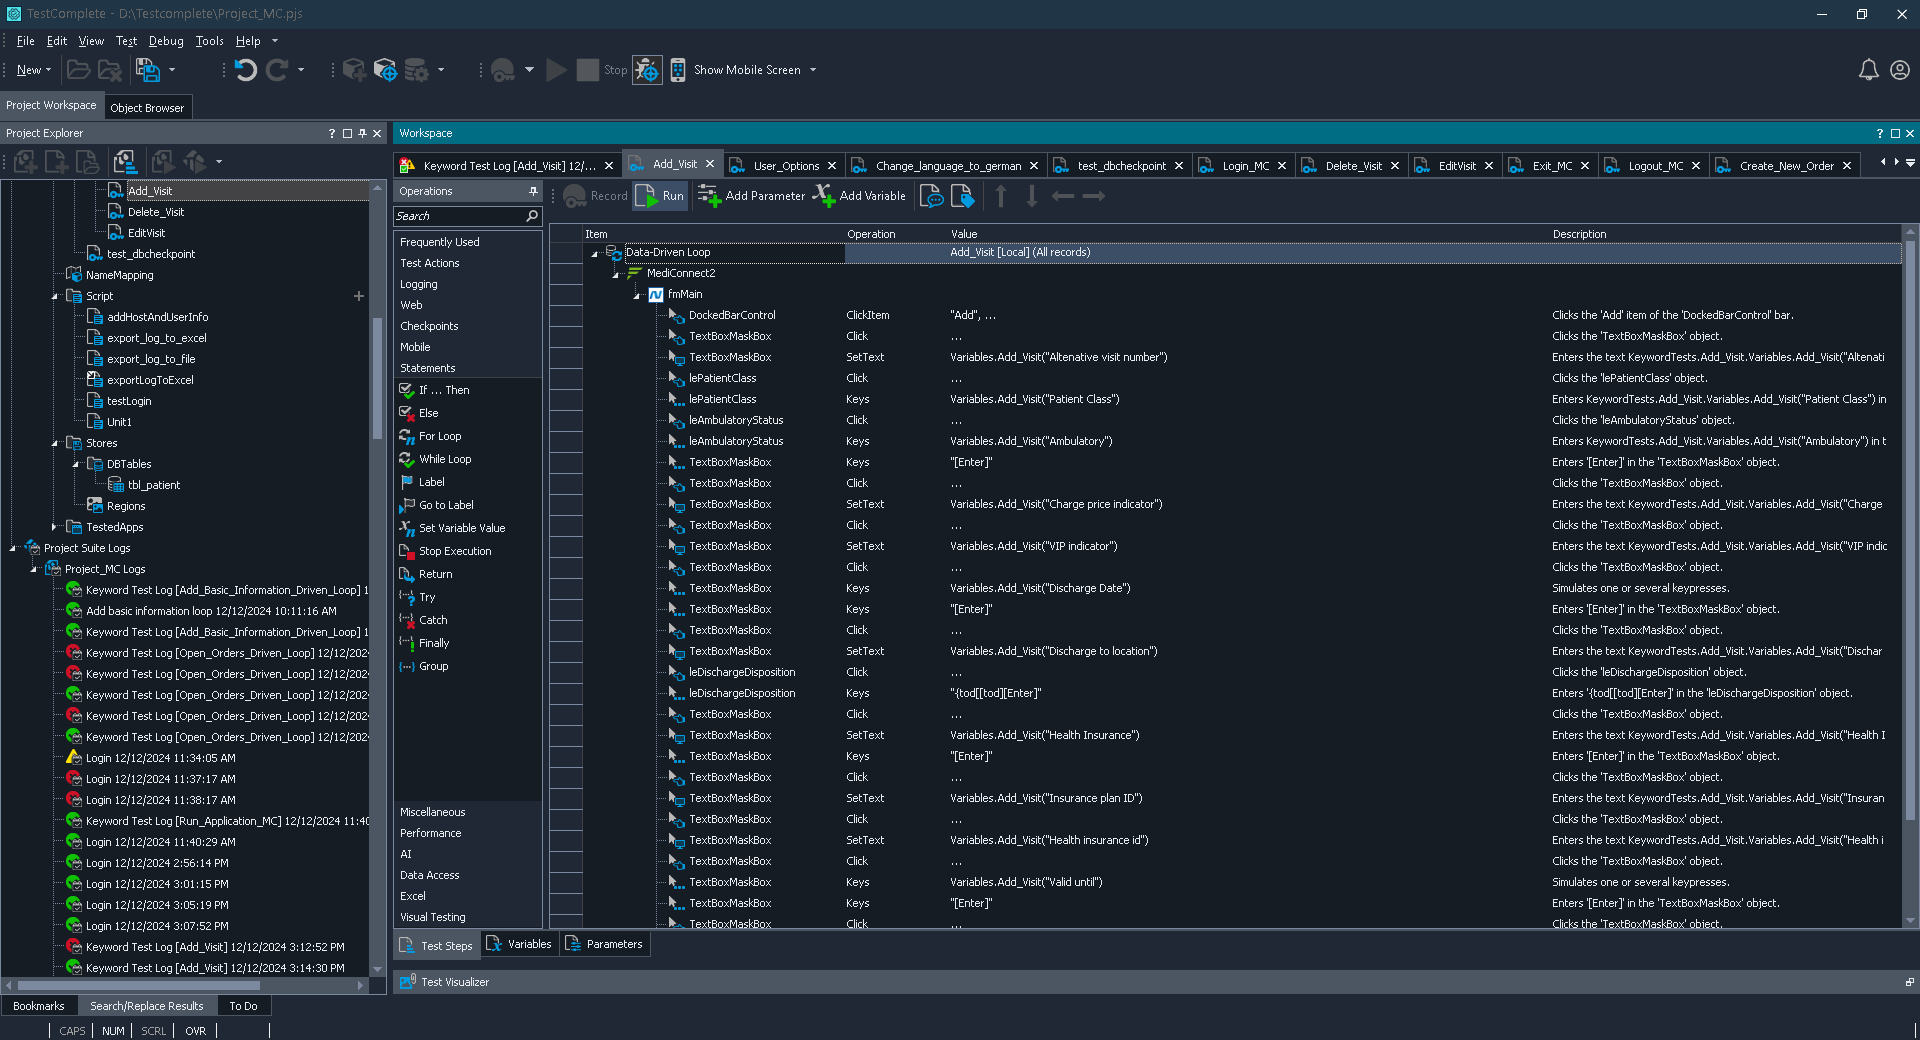 TestComplete - D:\Testcomplete\Project_MC.pjs
File Edit View Test Debug Tools Help
New Stop Show Mobile Screen
Project Workspace Object Browser
Project Explorer ?
Add_Visit
Delete_Visit
EditVisit
test_dbcheckpoint
NameMapping
Script
addHostAndUserInfo
export_log_to_excel
export_log_to_file
exportLogToExcel
testLogin
Unit1
Stores
DBTables
tbl_patient
Regions
TestedApps
Project Suite Logs
Project_MC Logs
Keyword Test Log [Add_Basic_Information_Driven_Loop] 1
Add basic information loop 12/12/2024 10:11:16 AM
Keyword Test Log [Add_Basic_Information_Driven_Loop] 1
Keyword Test Log [Open_Orders_Driven_Loop] 12/12/2024
Keyword Test Log [Open_Orders_Driven_Loop] 12/12/2024
Keyword Test Log [Open_Orders_Driven_Loop] 12/12/2024
Keyword Test Log [Open_Orders_Driven_Loop] 12/12/2024
Keyword Test Log [Open_Orders_Driven_Loop] 12/12/2024
Login 12/12/2024 11:34:05 AM
Login 12/12/2024 11:37:17 AM
Login 12/12/2024 11:38:17 AM
Keyword Test Log [Run_Application_MC] 12/12/2024 11:40
Login 12/12/2024 11:40:29 AM
Login 12/12/2024 2:56:14 PM
Login 12/12/2024 3:01:15 PM
Login 12/12/2024 3:05:19 PM
Login 12/12/2024 3:07:52 PM
Keyword Test Log [Add_Visit] 12/12/2024 3:12:52 PM
Keyword Test Log [Add_Visit] 12/12/2024 3:14:30 PM
Workspace ?
Keyword Test Log [Add_Visit] 12/... Add_Visit User_Options Change_language_to_german test_dbcheckpoint Login_MC Delete_Visit EditVisit Exit_MC Logout_MC Create_New_Order
Operations
Search
Frequently Used
Test Actions
Logging
Web
Checkpoints
Mobile
Statements
If ... Then
Else
For Loop
While Loop
Label
Go to Label
Set Variable Value
Stop Execution
Return
Try
Catch
Finally
Group
Miscellaneous
Performance
AI
Data Access
Excel
Visual Testing
Record Run Add Parameter Add Variable
Item Operation Value Description
Data-Driven Loop Add_Visit [Local] (All records)
MediConnect2
fmMain
DockedBarControl ClickItem "Add", ... Clicks the 'Add' item of the 'DockedBarControl' bar.
TextBoxMaskBox Click ... Clicks the 'TextBoxMaskBox' object.
TextBoxMaskBox SetText Variables.Add_Visit("Altenative visit number") Enters the text KeywordTests.Add_Visit.Variables.Add_Visit("Altenati
lePatientClass Click ... Clicks the 'lePatientClass' object.
lePatientClass Keys Variables.Add_Visit("Patient Class") Enters KeywordTests.Add_Visit.Variables.Add_Visit("Patient Class") in
leAmbulatoryStatus Click ... Clicks the 'leAmbulatoryStatus' object.
leAmbulatoryStatus Keys Variables.Add_Visit("Ambulatory") Enters KeywordTests.Add_Visit.Variables.Add_Visit("Ambulatory") in t
TextBoxMaskBox Keys "[Enter]" Enters '[Enter]' in the 'TextBoxMaskBox' object.
TextBoxMaskBox Click ... Clicks the 'TextBoxMaskBox' object.
TextBoxMaskBox SetText Variables.Add_Visit("Charge price indicator") Enters the text KeywordTests.Add_Visit.Variables.Add_Visit("Charge
TextBoxMaskBox Click ... Clicks the 'TextBoxMaskBox' object.
TextBoxMaskBox SetText Variables.Add_Visit("VIP indicator") Enters the text KeywordTests.Add_Visit.Variables.Add_Visit("VIP indic
TextBoxMaskBox Click ... Clicks the 'TextBoxMaskBox' object.
TextBoxMaskBox Keys Variables.Add_Visit("Discharge Date") Simulates one or several keypresses.
TextBoxMaskBox Keys "[Enter]" Enters '[Enter]' in the 'TextBoxMaskBox' object.
TextBoxMaskBox Click ... Clicks the 'TextBoxMaskBox' object.
TextBoxMaskBox SetText Variables.Add_Visit("Discharge to location") Enters the text KeywordTests.Add_Visit.Variables.Add_Visit("Dischar
leDischargeDisposition Click ... Clicks the 'leDischargeDisposition' object.
leDischargeDisposition Keys "{tod[[tod][Enter]" Enters '{tod[[tod][Enter]' in the 'leDischargeDisposition' object.
TextBoxMaskBox Click ... Clicks the 'TextBoxMaskBox' object.
TextBoxMaskBox SetText Variables.Add_Visit("Health Insurance") Enters the text KeywordTests.Add_Visit.Variables.Add_Visit("Health I
TextBoxMaskBox Keys "[Enter]" Enters '[Enter]' in the 'TextBoxMaskBox' object.
TextBoxMaskBox Click ... Clicks the 'TextBoxMaskBox' object.
TextBoxMaskBox SetText Variables.Add_Visit("Insurance plan ID") Enters the text KeywordTests.Add_Visit.Variables.Add_Visit("Insuran
TextBoxMaskBox Click ... Clicks the 'TextBoxMaskBox' object.
TextBoxMaskBox SetText Variables.Add_Visit("Health insurance id") Enters the text KeywordTests.Add_Visit.Variables.Add_Visit("Health i
TextBoxMaskBox Click ... Clicks the 'TextBoxMaskBox' object.
TextBoxMaskBox Keys Variables.Add_Visit("Valid until") Simulates one or several keypresses.
TextBoxMaskBox Keys "[Enter]" Enters '[Enter]' in the 'TextBoxMaskBox' object.
TextBoxMaskBox Click ... Clicks the 'TextBoxMaskBox' object.
Test Steps Variables Parameters
Test Visualizer
Bookmarks Search/Replace Results To Do
CAPS NUM SCRL OVR